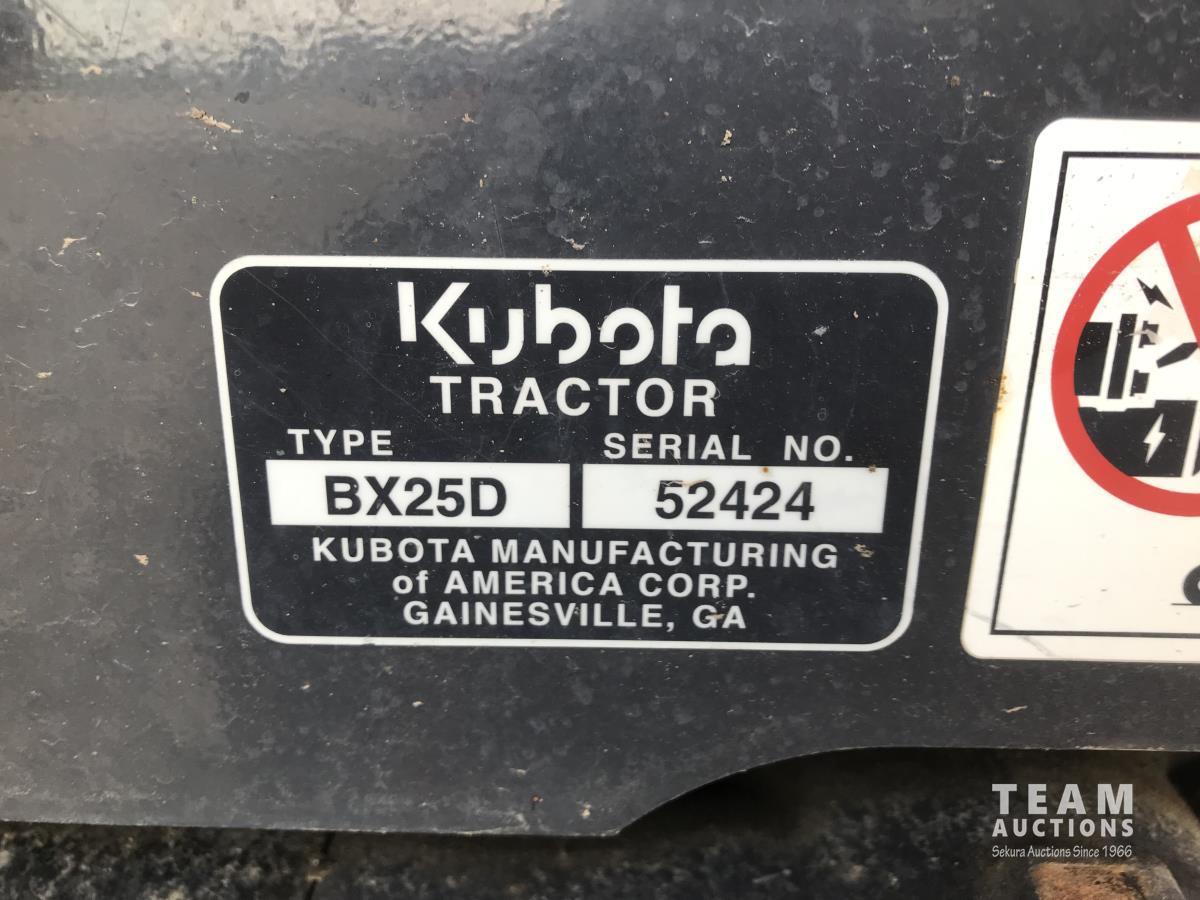 Kubota
TRACTOR
TYPE SERIAL NO.
BX25D 52424
KUBOTA MANUFACTURING
of AMERICA CORP.
GAINESVILLE, GA
TEAM
AUCTIONS
Sekura Auctions Since 1966